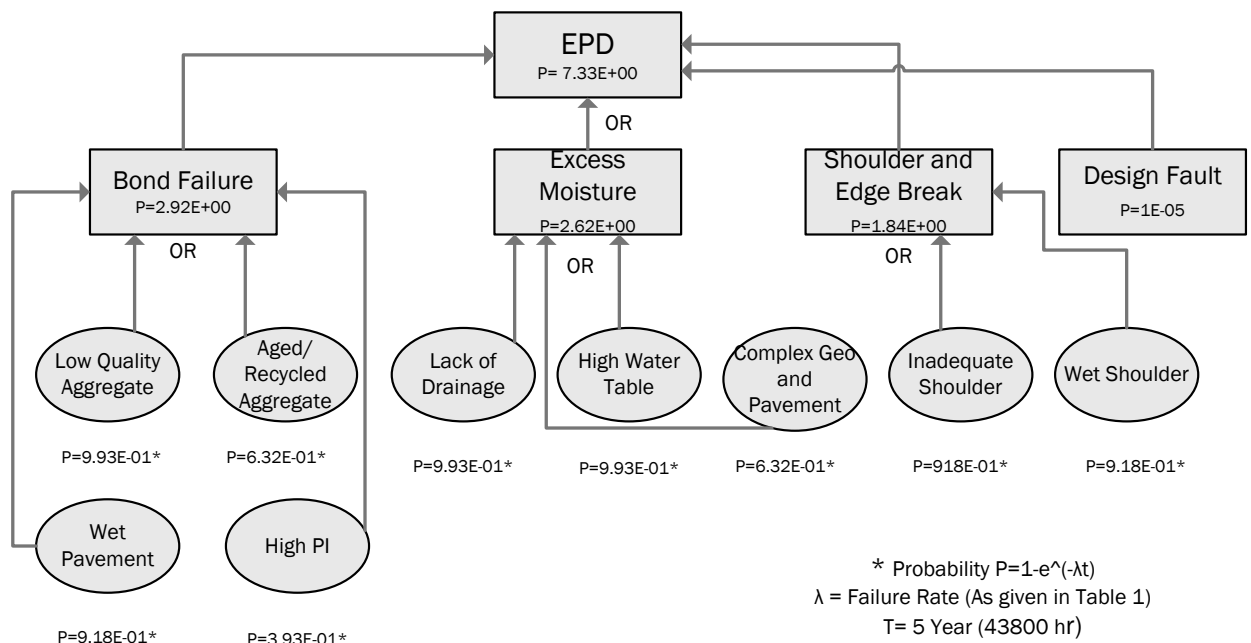 EPD
P= 7.33E+00
OR
Bond Failure
P=2.92E+00
OR
Excess
Moisture
P=2.62E+00
OR
Shoulder and
Edge Break
P=1.84E+00
OR
Design Fault
P=1E-05
Low Quality
Aggregate
Aged/
Recycled
Aggregate
Lack of
Drainage
High Water
Table
Complex Geo
and
Pavement
Inadequate
Shoulder
Wet Shoulder
P=9.93E-01*
P=6.32E-01*
P=9.93E-01*
P=9.93E-01*
P=6.32E-01*
P=918E-01*
P=9.18E-01*
Wet
Pavement
High PI
P=9.18E-01*
P=3.93E-01*
* Probability P=1-e^(-λt)
λ = Failure Rate (As given in Table 1)
T= 5 Year (43800 hr)